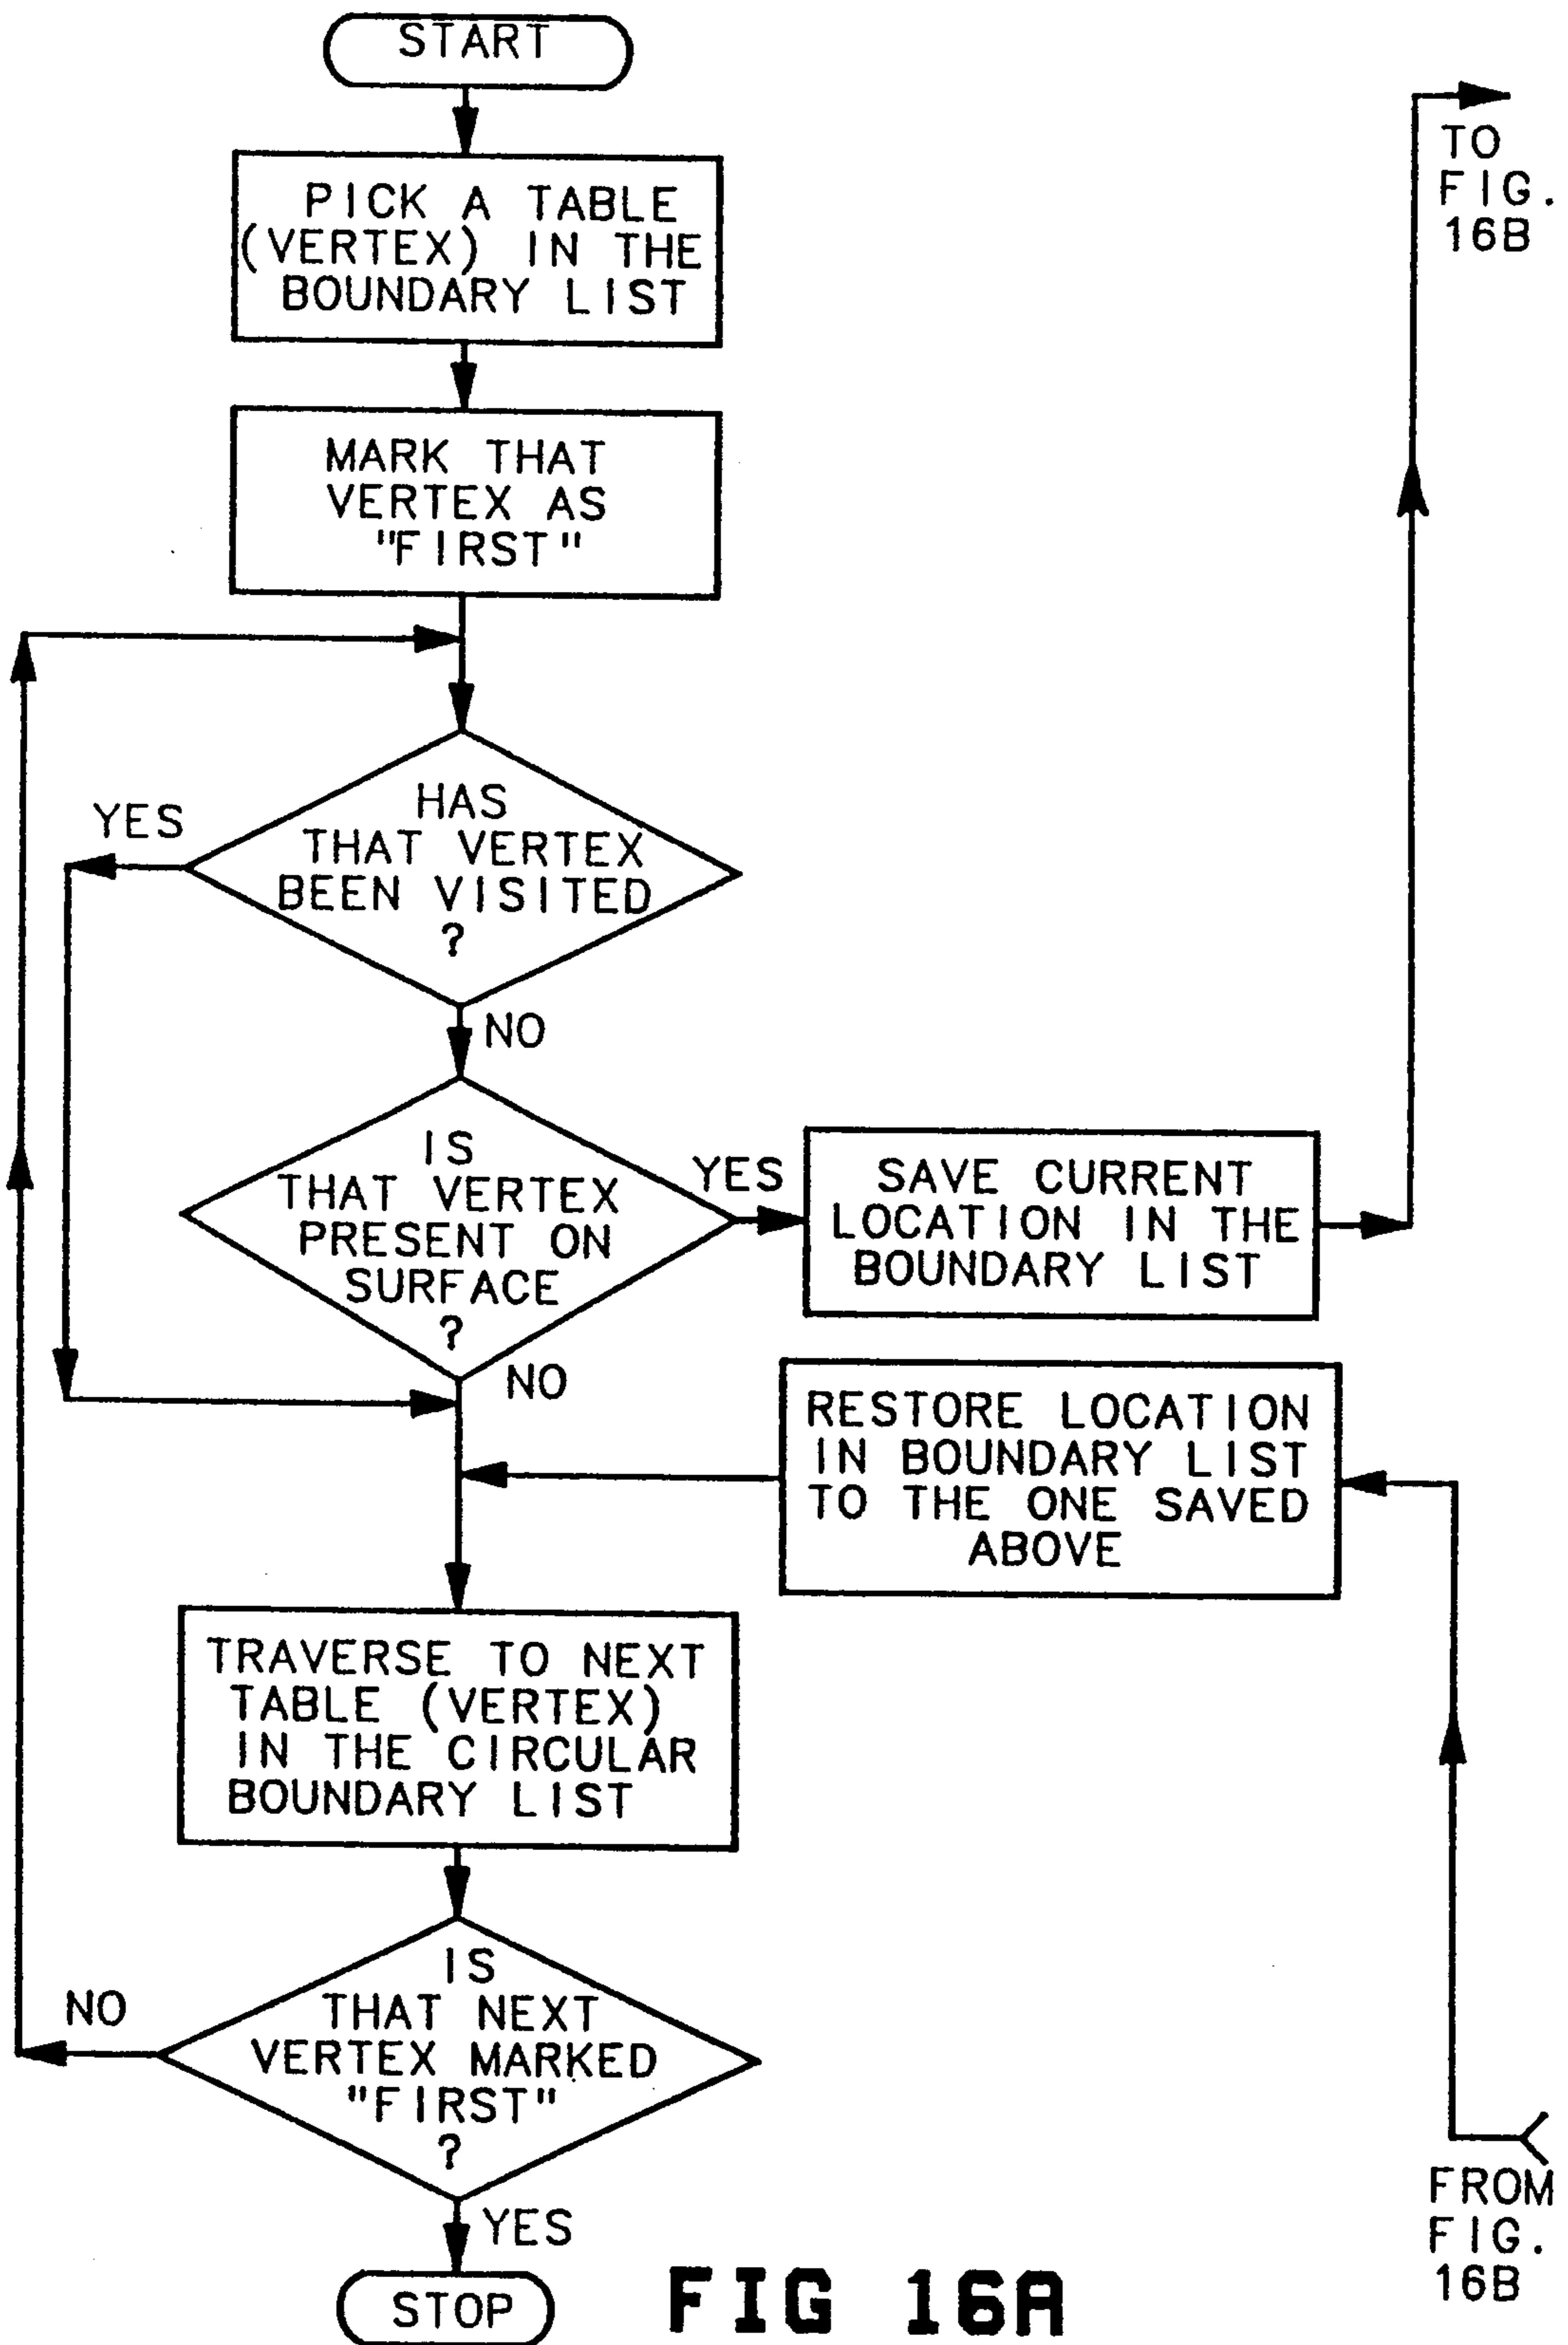 START
PICK A TABLE
(VERTEX) IN THE
BOUNDARY LIST
MARK THAT
VERTEX AS
"FIRST"
HAS
THAT VERTEX
BEEN VISITED
?
YES
NO
IS
THAT VERTEX
PRESENT ON
SURFACE
?
YES
NO
SAVE CURRENT
LOCATION IN THE
BOUNDARY LIST
TO
FIG.
16B
RESTORE LOCATION
IN BOUNDARY LIST
TO THE ONE SAVED
ABOVE
FROM
FIG.
16B
TRAVERSE TO NEXT
TABLE (VERTEX)
IN THE CIRCULAR
BOUNDARY LIST
IS
THAT NEXT
VERTEX MARKED
"FIRST"
?
NO
YES
STOP
FIG 16A